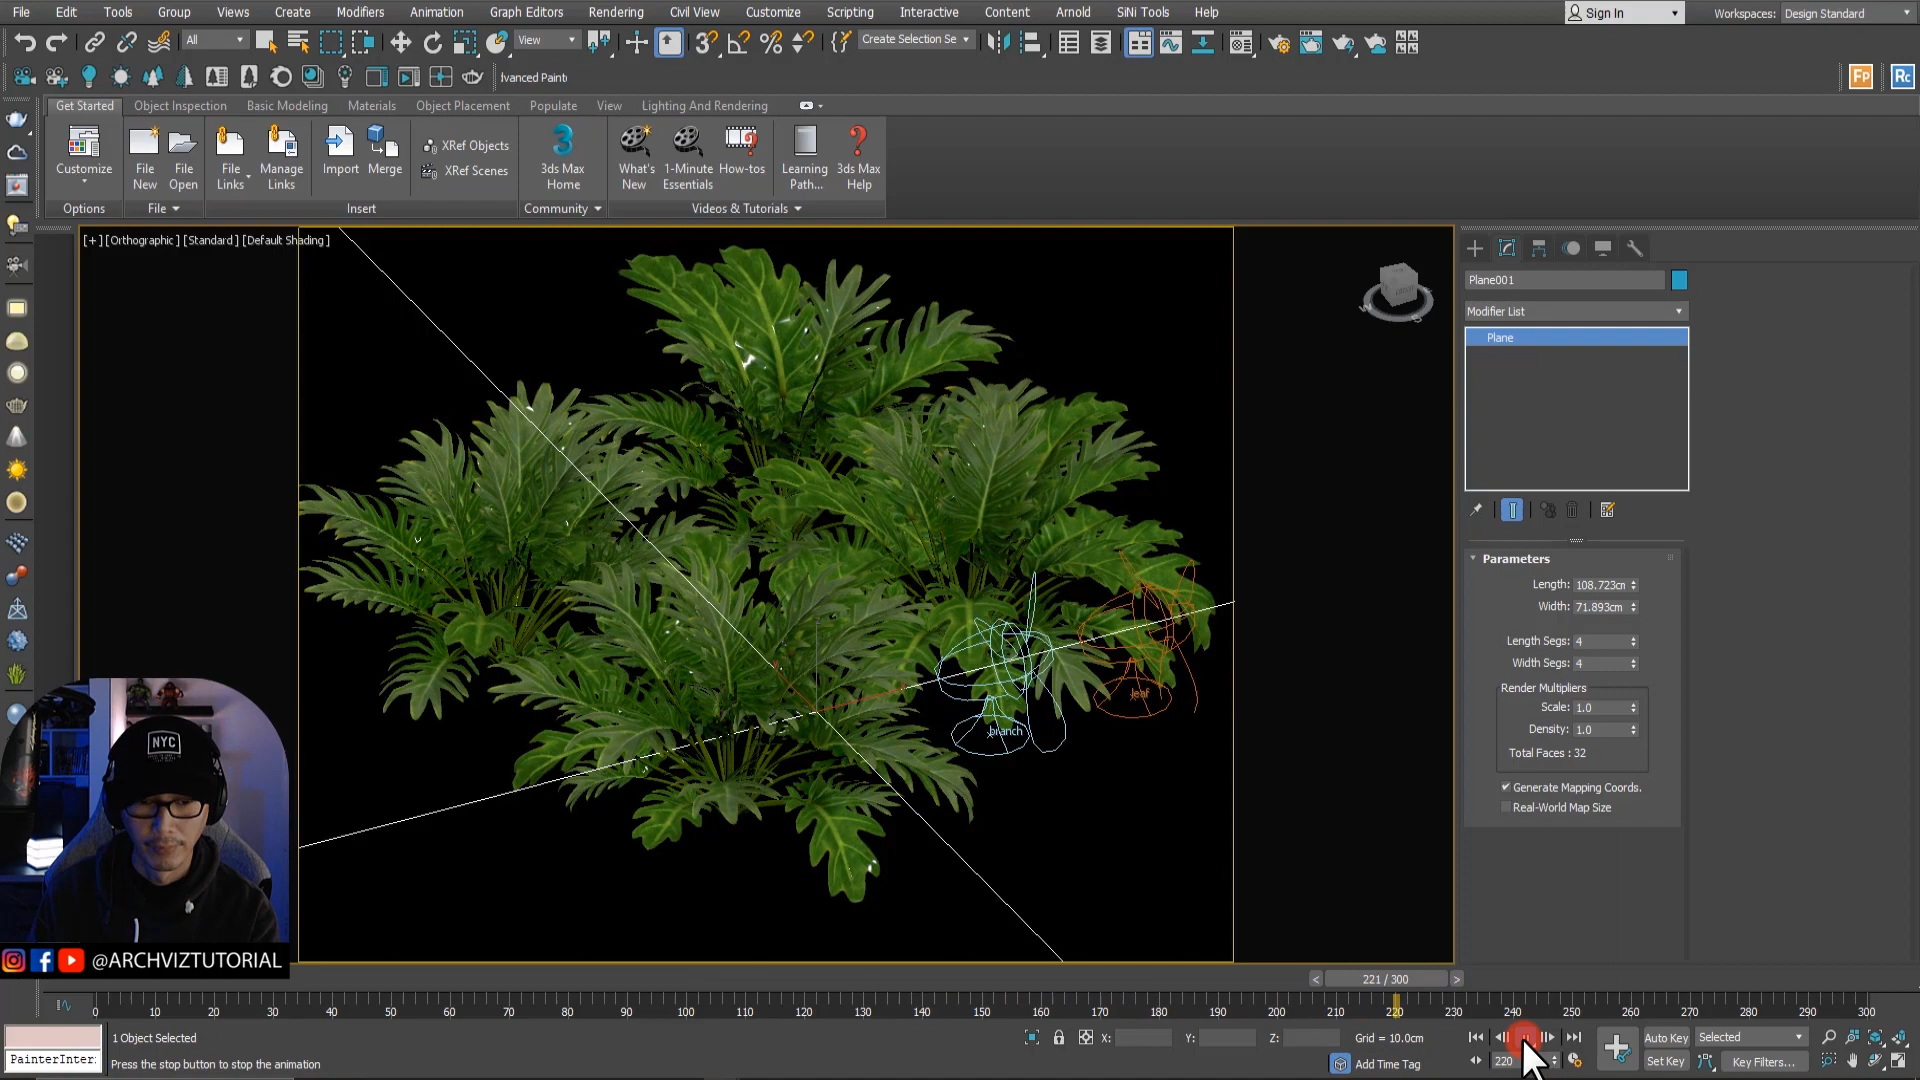 File Edit Tools Group Views Create Modifiers Animation Graph Editors Rendering Civil View Customize Scripting Interactive Content Arnold SiNi Tools Help Sign In Workspaces: Design Standard
All View Create Selection Se
Advanced Paint Fp Rc
Get Started Object Inspection Basic Modeling Materials Object Placement Populate View Lighting And Rendering
Customize File New File Open File Links Manage Links Import Merge XRef Objects XRef Scenes 3ds Max Home What's New 1-Minute Essentials How-tos Learning Path... 3ds Max Help
Options File Insert Community Videos & Tutorials
[+] [Orthographic] [Standard] [Default Shading]
Plane001
Modifier List
Plane
Parameters
Length: 108.723cm
Width: 71.893cm
Length Segs: 4
Width Segs: 4
Render Multipliers
Scale: 1.0
Density: 1.0
Total Faces : 32
Generate Mapping Coords.
Real-World Map Size
leaf
branch
NYC
@ARCHVIZTUTORIAL
< 221 / 300 >
0 10 20 30 40 50 60 70 80 90 100 110 120 130 140 150 160 170 180 190 200 210 220 230 240 250 260 270 280 290 300
1 Object Selected X: Y: Z: Grid = 10.0cm Auto Key Selected
PainterInter: Press the stop button to stop the animation Add Time Tag 220 Set Key Key Filters...